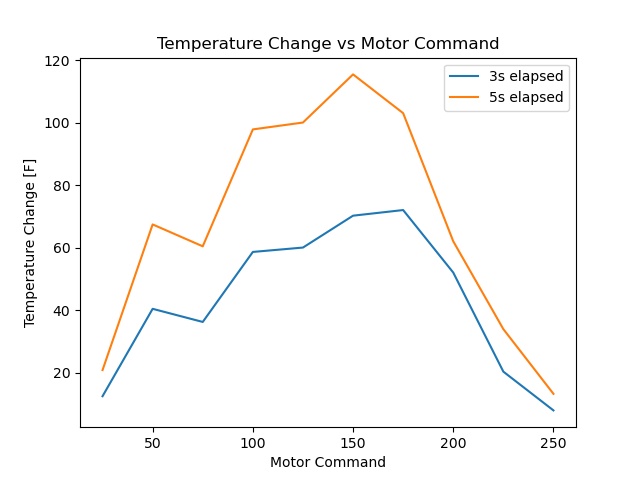 Temperature Change vs Motor Command
3s elapsed
5s elapsed
Temperature Change [F]
120
100
80
60
40
20
50 100 150 200 250
Motor Command